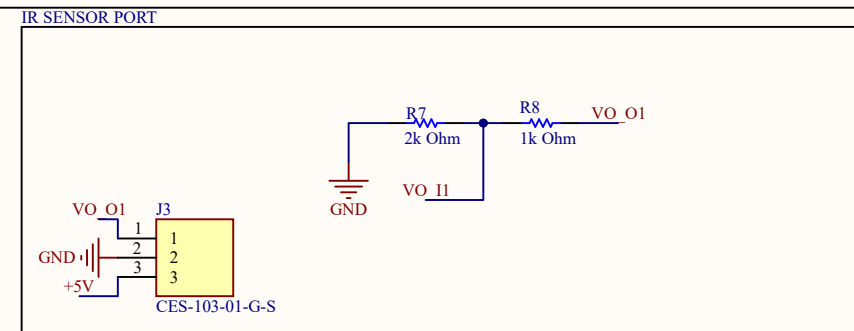 IR SENSOR PORT
R7
R8
VO_O1
2k Ohm
1k Ohm
VO_I1
GND
VO_O1
J3
1
1
2
GND
2
3
3
+5V
CES-103-01-G-S